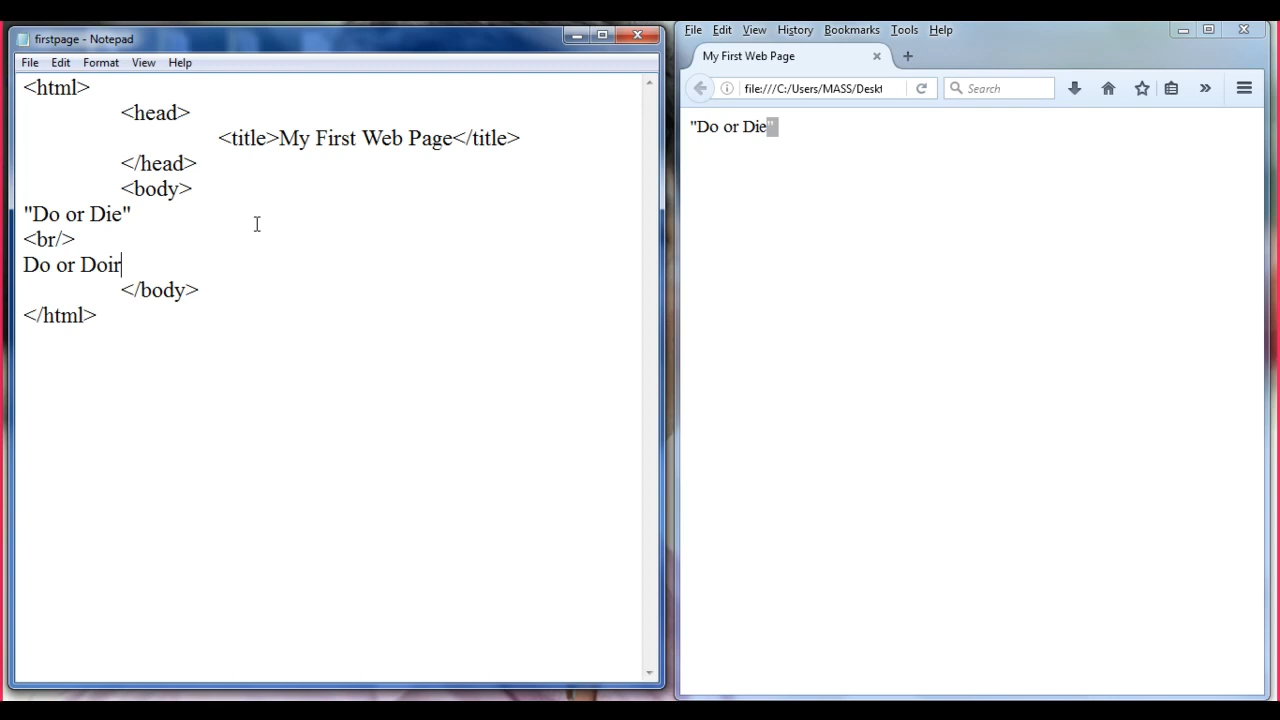 firstpage - Notepad
File Edit Format View Help
<html>
<head>
<title>My First Web Page</title>
</head>
<body>
"Do or Die"
<br/>
Do or Doir
</body>
</html>
File Edit View History Bookmarks Tools Help
My First Web Page
file:///C:/Users/MASS/Deskt
Search
"Do or Die"